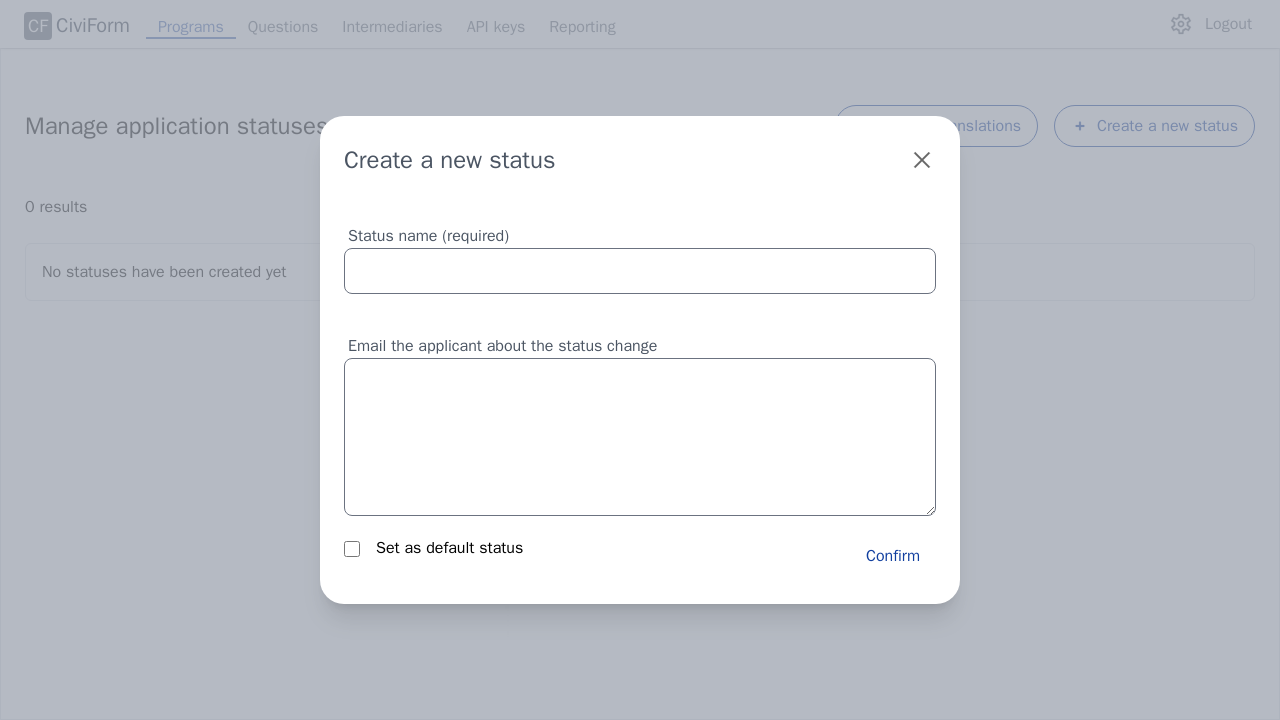 CF CiviForm Programs Questions Intermediaries API keys Reporting Logout
Manage application statuses
+ Create a new status
0 results
No statuses have been created yet
Create a new status
Status name (required)
Email the applicant about the status change
Set as default status
Confirm